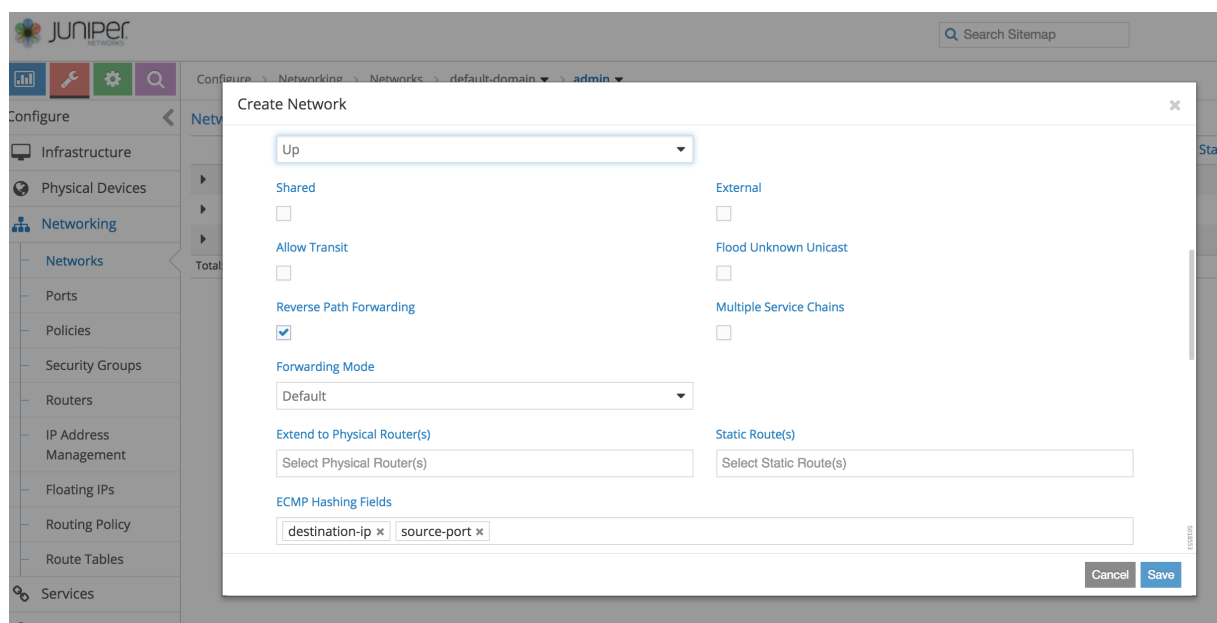 JUNIPER
NETWORKS
Search Sitemap
Configure > Networking > Networks > default-domain > admin
Configure
Infrastructure
Physical Devices
Networking
Networks
Ports
Policies
Security Groups
Routers
IP Address
Management
Floating IPs
Routing Policy
Route Tables
Services
Netw
Total
Sta
Create Network
×
Up
Shared
External
Allow Transit
Flood Unknown Unicast
Reverse Path Forwarding
Multiple Service Chains
Forwarding Mode
Default
Extend to Physical Router(s)
Static Route(s)
Select Physical Router(s)
Select Static Route(s)
ECMP Hashing Fields
destination-ip × source-port ×
Cancel Save